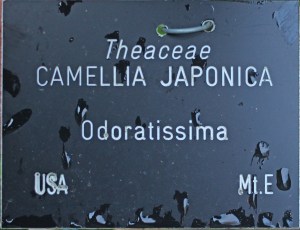 Theaceae
CAMELLIA JAPONICA
Odoratissima
USA Mt.E